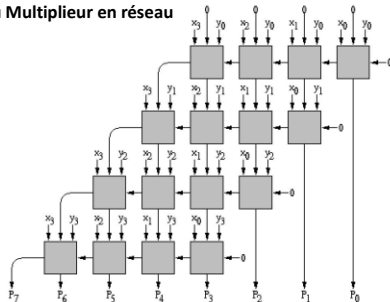 Multiplieur en réseau
0 0 0 0
x₃ y₀ x₂ y₀ x₁ y₀ x₀ y₀
0
x₃ y₁ x₂ y₁ x₁ y₁ x₀ y₁
0
x₃ y₂ x₂ y₂ x₁ y₂ x₀ y₂
0
x₃ y₃ x₂ y₃ x₁ y₃ x₀ y₃
0
P₇ P₆ P₅ P₄ P₃ P₂ P₁ P₀